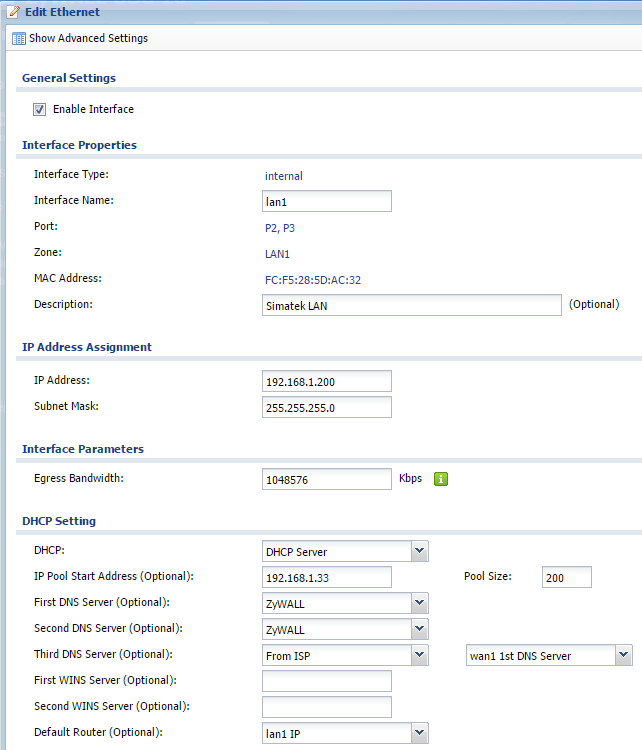 Edit Ethernet
Show Advanced Settings
General Settings
Enable Interface
Interface Properties
Interface Type: internal
Interface Name: lan1
Port: P2, P3
Zone: LAN1
MAC Address: FC:F5:28:5D:AC:32
Description: Simatek LAN (Optional)
IP Address Assignment
IP Address: 192.168.1.200
Subnet Mask: 255.255.255.0
Interface Parameters
Egress Bandwidth: 1048576 Kbps
DHCP Setting
DHCP: DHCP Server
IP Pool Start Address (Optional): 192.168.1.33 Pool Size: 200
First DNS Server (Optional): ZyWALL
Second DNS Server (Optional): ZyWALL
Third DNS Server (Optional): From ISP wan1 1st DNS Server
First WINS Server (Optional):
Second WINS Server (Optional):
Default Router (Optional): lan1 IP